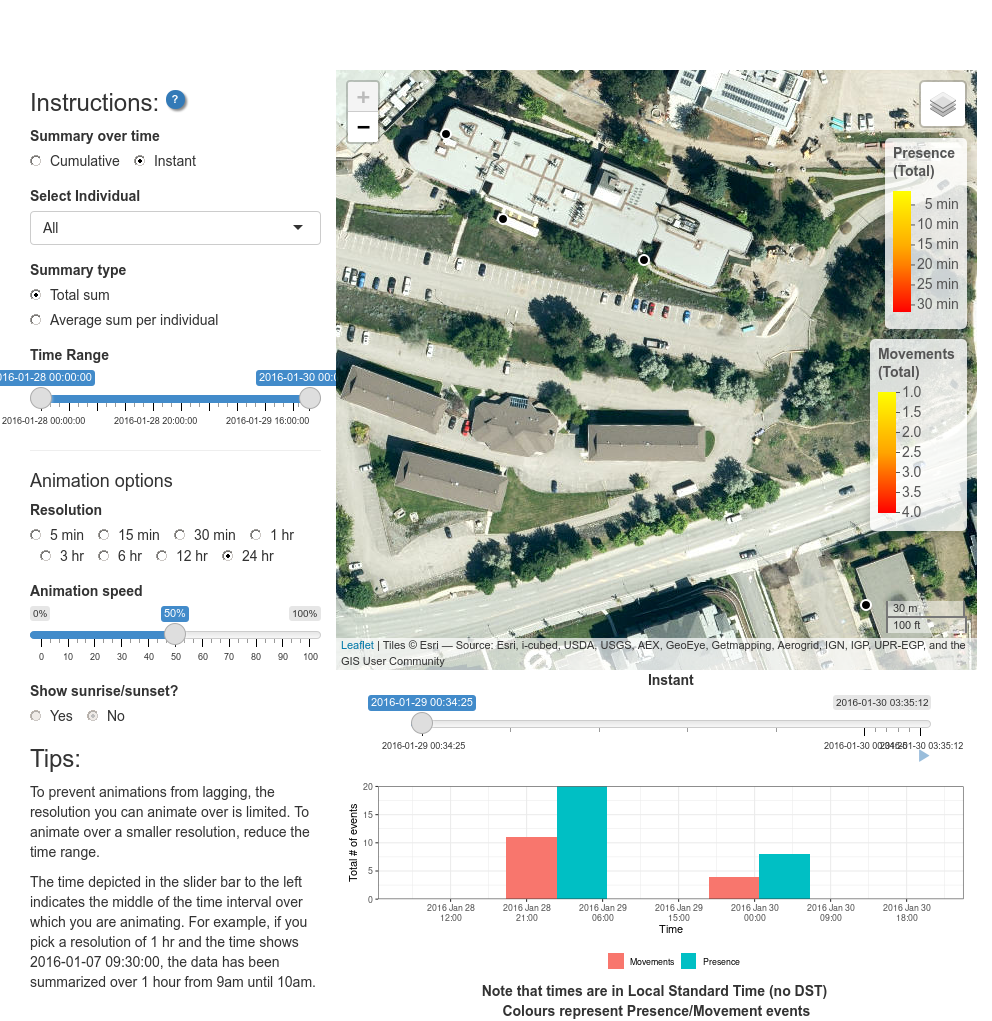 Instructions: ?
Summary over time
Cumulative Instant
Select Individual
All
Summary type
Total sum
Average sum per individual
Time Range
016-01-28 00:00:00 2016-01-30 00:0
2016-01-28 00:00:00 2016-01-28 20:00:00 2016-01-29 16:00:00
Animation options
Resolution
5 min 15 min 30 min 1 hr
3 hr 6 hr 12 hr 24 hr
Animation speed
0% 50% 100%
0 10 20 30 40 50 60 70 80 90 100
Show sunrise/sunset?
Yes No
Tips:
To prevent animations from lagging, the
resolution you can animate over is limited. To
animate over a smaller resolution, reduce the
time range.
The time depicted in the slider bar to the left
indicates the middle of the time interval over
which you are animating. For example, if you
pick a resolution of 1 hr and the time shows
2016-01-07 09:30:00, the data has been
summarized over 1 hour from 9am until 10am.
+
−
Presence
(Total)
5 min
10 min
15 min
20 min
25 min
30 min
Movements
(Total)
1.0
1.5
2.0
2.5
3.0
3.5
4.0
30 m
100 ft
Leaflet | Tiles © Esri — Source: Esri, i-cubed, USDA, USGS, AEX, GeoEye, Getmapping, Aerogrid, IGN, IGP, UPR-EGP, and the
GIS User Community
Instant
2016-01-29 00:34:25 2016-01-30 03:35:12
2016-01-29 00:34:25 2016-01-30 00:34:25 2016-01-30 03:35:12
Total # of events
20
15
10
5
0
2016 Jan 28 2016 Jan 28 2016 Jan 29 2016 Jan 29 2016 Jan 30 2016 Jan 30 2016 Jan 30
12:00 21:00 06:00 15:00 00:00 09:00 18:00
Time
Movements Presence
Note that times are in Local Standard Time (no DST)
Colours represent Presence/Movement events